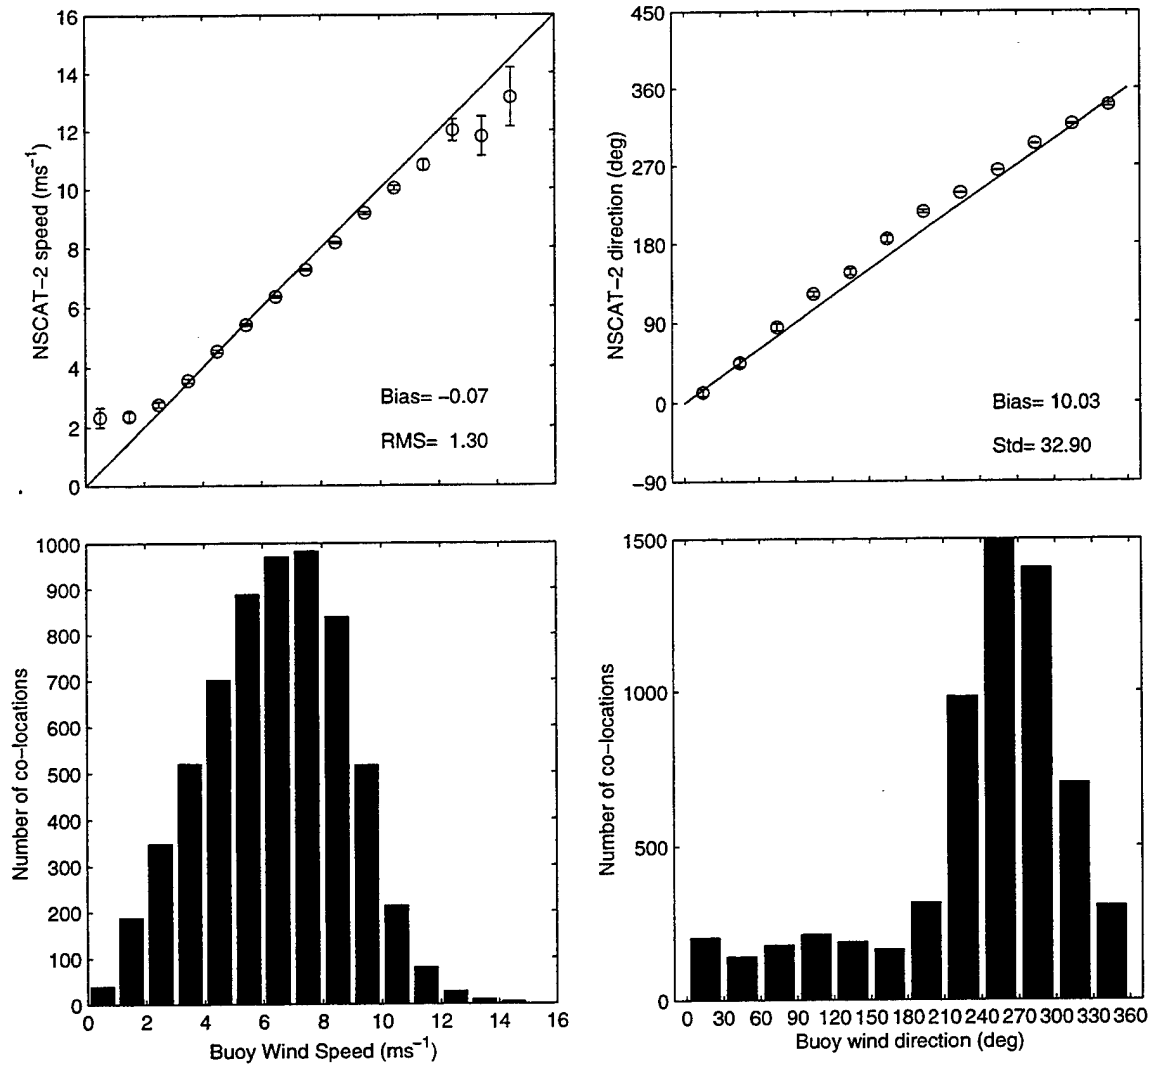 16
14
12
10
8
6
4
2
0
NSCAT−2 speed (ms⁻¹)
Bias= −0.07
RMS= 1.30
450
360
270
180
90
0
−90
NSCAT−2 direction (deg)
Bias= 10.03
Std= 32.90
1000
900
800
700
600
500
400
300
200
100
0
Number of co−locations
0 2 4 6 8 10 12 14 16
Buoy Wind Speed (ms⁻¹)
1500
1000
500
0
Number of co−locations
0 30 60 90 120 150 180 210 240 270 300 330 360
Buoy wind direction (deg)